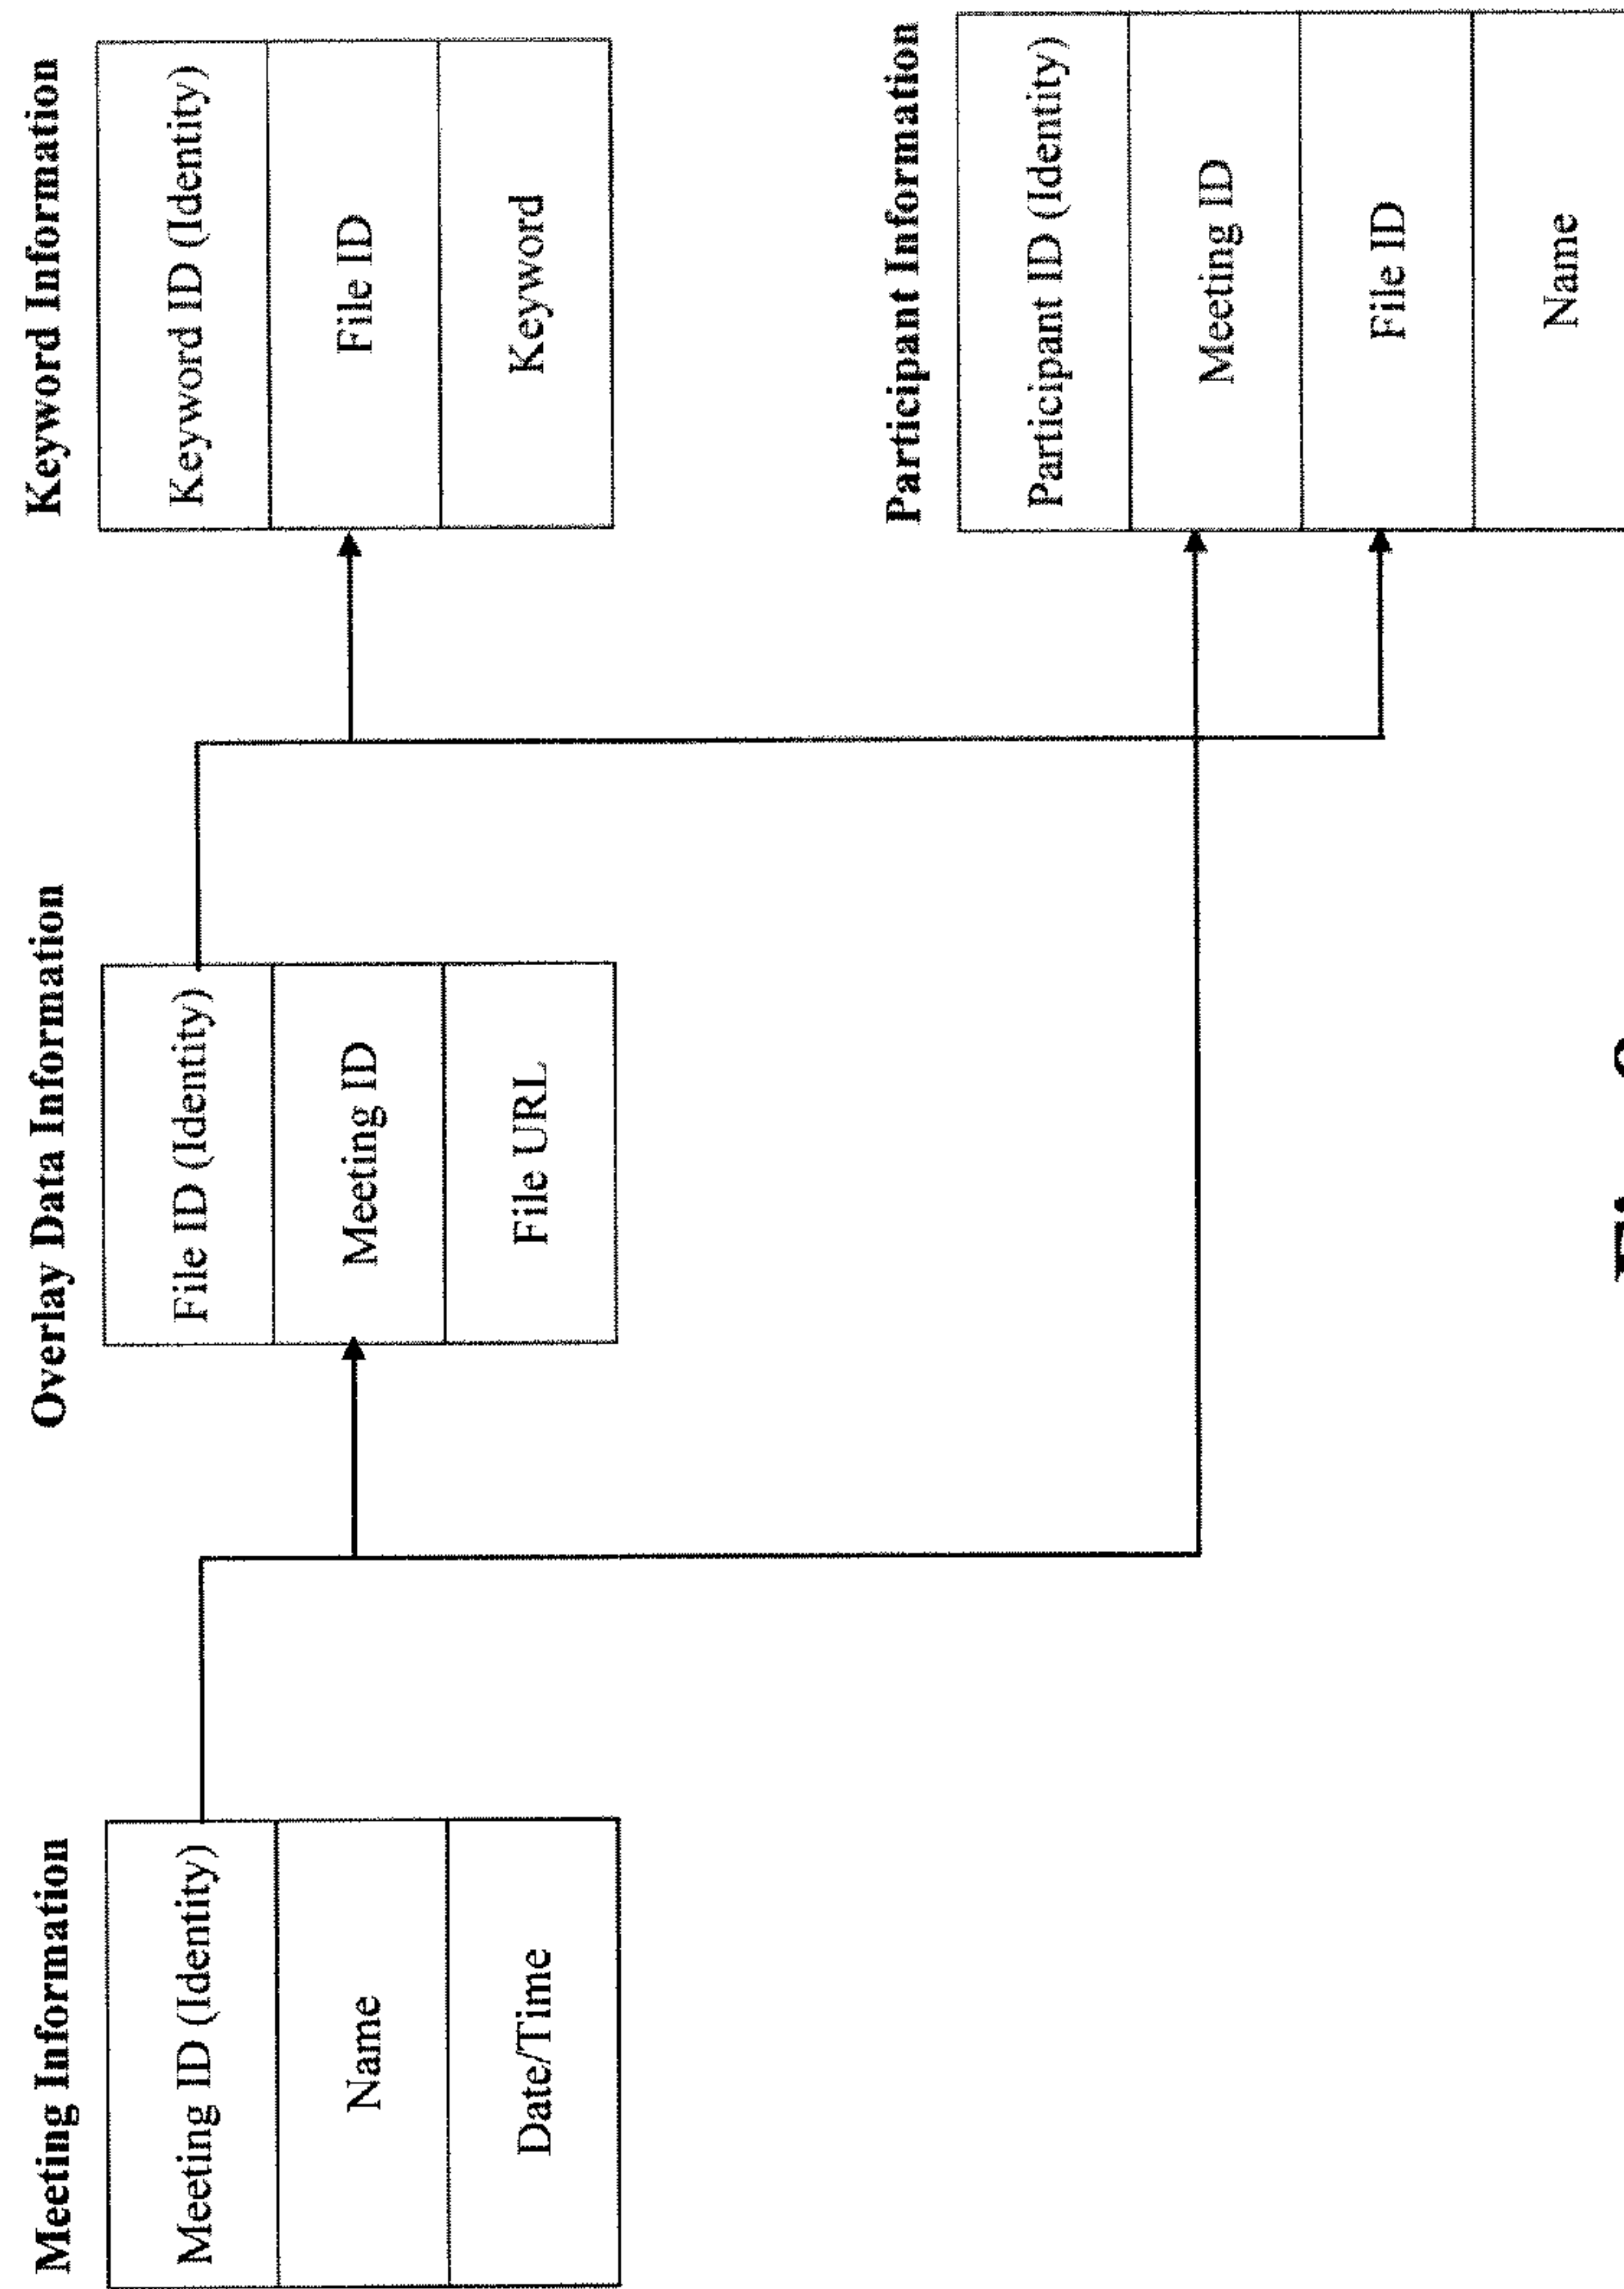 Meeting Information
Meeting ID (Identity)
Name
Date/Time
Overlay Data Information
File ID (Identity)
Meeting ID
File URL
Keyword Information
Keyword ID (Identity)
File ID
Keyword
Participant Information
Participant ID (Identity)
Meeting ID
File ID
Name